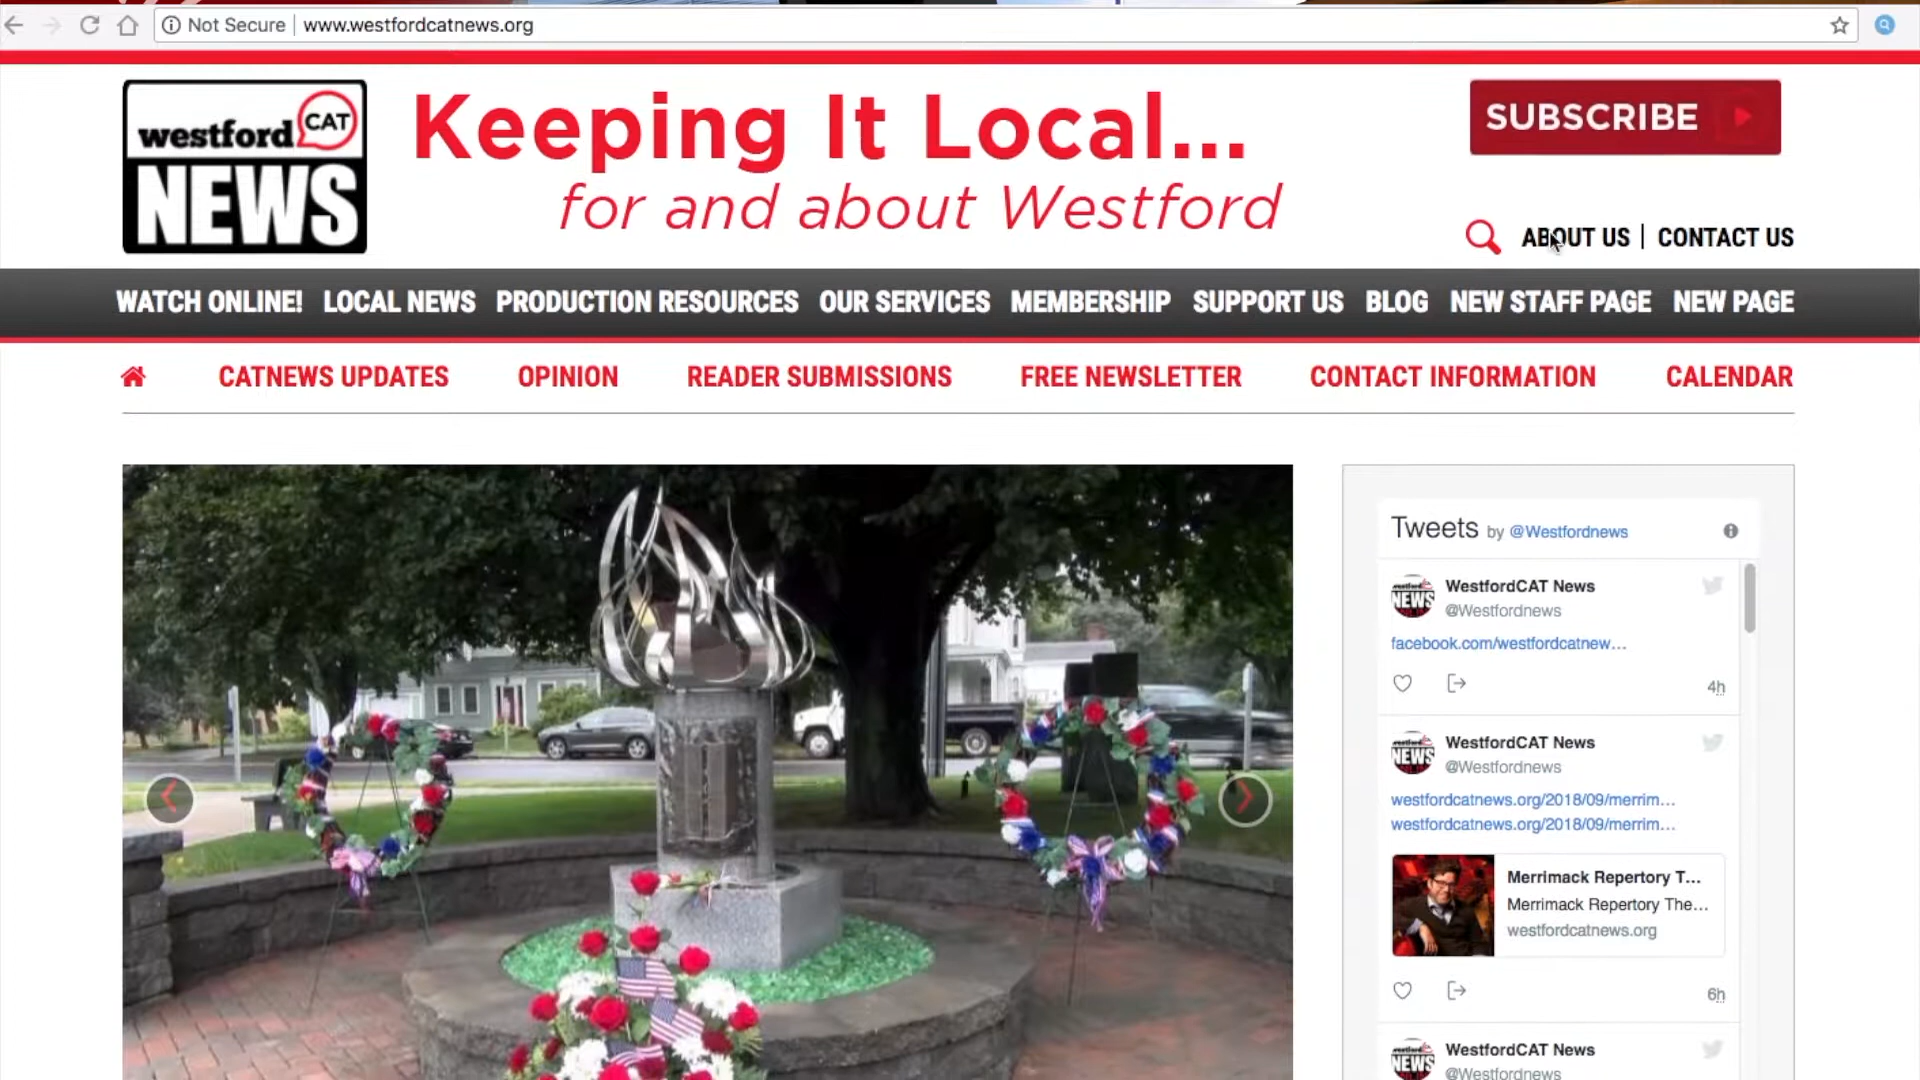 Not Secure | www.westfordcatnews.org
westford CAT
NEWS
Keeping It Local...
for and about Westford
SUBSCRIBE
ABOUT US | CONTACT US
WATCH ONLINE! LOCAL NEWS PRODUCTION RESOURCES OUR SERVICES MEMBERSHIP SUPPORT US BLOG NEW STAFF PAGE NEW PAGE
CATNEWS UPDATES OPINION READER SUBMISSIONS FREE NEWSLETTER CONTACT INFORMATION CALENDAR
Tweets by @Westfordnews
WestfordCAT News
@Westfordnews
NEWS
facebook.com/westfordcatnew...
4h
WestfordCAT News
@Westfordnews
NEWS
westfordcatnews.org/2018/09/merrim...
westfordcatnews.org/2018/09/merrim...
Merrimack Repertory T...
Merrimack Repertory The...
westfordcatnews.org
6h
WestfordCAT News
@Westfordnews
NEWS